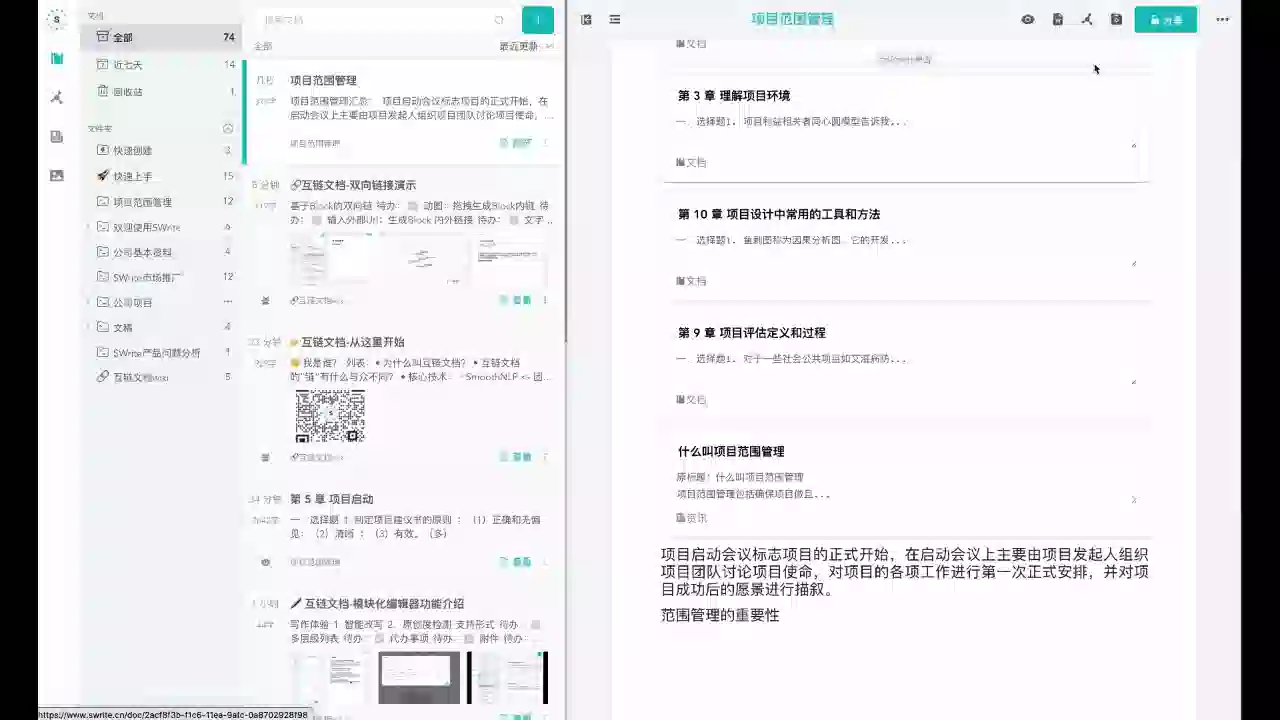 文档
全部 74
近七天 14
回收站 1
文件夹
快速创建 3
快速上手 15
项目范围管理 12
欢迎使用SWrite
公司基本资料 4
SWrite市场推广 12
公司项目 ...
文稿 4
SWrite产品问题分析 1
互链文档wiki 5
https://www.swrite.cn/doc/2acf8f3b-f1c6-11ea-9afc-0a8702928f98
搜索文档
全部 最近更新
项目范围管理
项目范围管理汇总: 项目启动会议标志项目的正式开始，在
启动会议上主要由项目发起人组织项目团队讨论项目使命，...
项目范围管理
5 分钟 互链文档-双向链接演示
基于Block的双向链 待办: 动图: 拖拽生成Block内链 待
办: 输入外部Url: 生成Block 内外链接 待办: 文字...
互链文档wiki
23 分钟 互链文档-从这里开始
我是谁? 列表: •为什么叫互链文档? •互链文档
的"链"有什么与众不同? •核心技术: SmoothNLP <- 团...
互链文档wiki
34 分钟 第 5 章 项目启动
一 选择题 1 制定项目建议书的原则 : （1）正确和无偏
见: （2）清晰 : （3）有效。（多）
项目范围管理
1 小时 互链文档-模块化编辑器功能介绍
写作体验 1 智能改写 2. 原创度检测 支持形式 待办:
多层级列表 待办: 代办事项 待办: 附件 待办:
项目范围管理
分享
文档
第 3 章 理解项目环境
一 选择题1. 项目利益相关者同心圆模型告诉我...
文档
第 10 章 项目设计中常用的工具和方法
一 选择题1. 鱼刺图称为因果分析图 它的开发...
文档
第 9 章 项目评估定义和过程
一 选择题1. 对于一些社会公共项目如艾滋病防...
文档
什么叫项目范围管理
原标题: 什么叫项目范围管理
项目范围管理包括确保项目做且...
资讯
项目启动会议标志项目的正式开始，在启动会议上主要由项目发起人组织
项目团队讨论项目使命，对项目的各项工作进行第一次正式安排，并对项
目成功后的愿景进行描叙。
范围管理的重要性